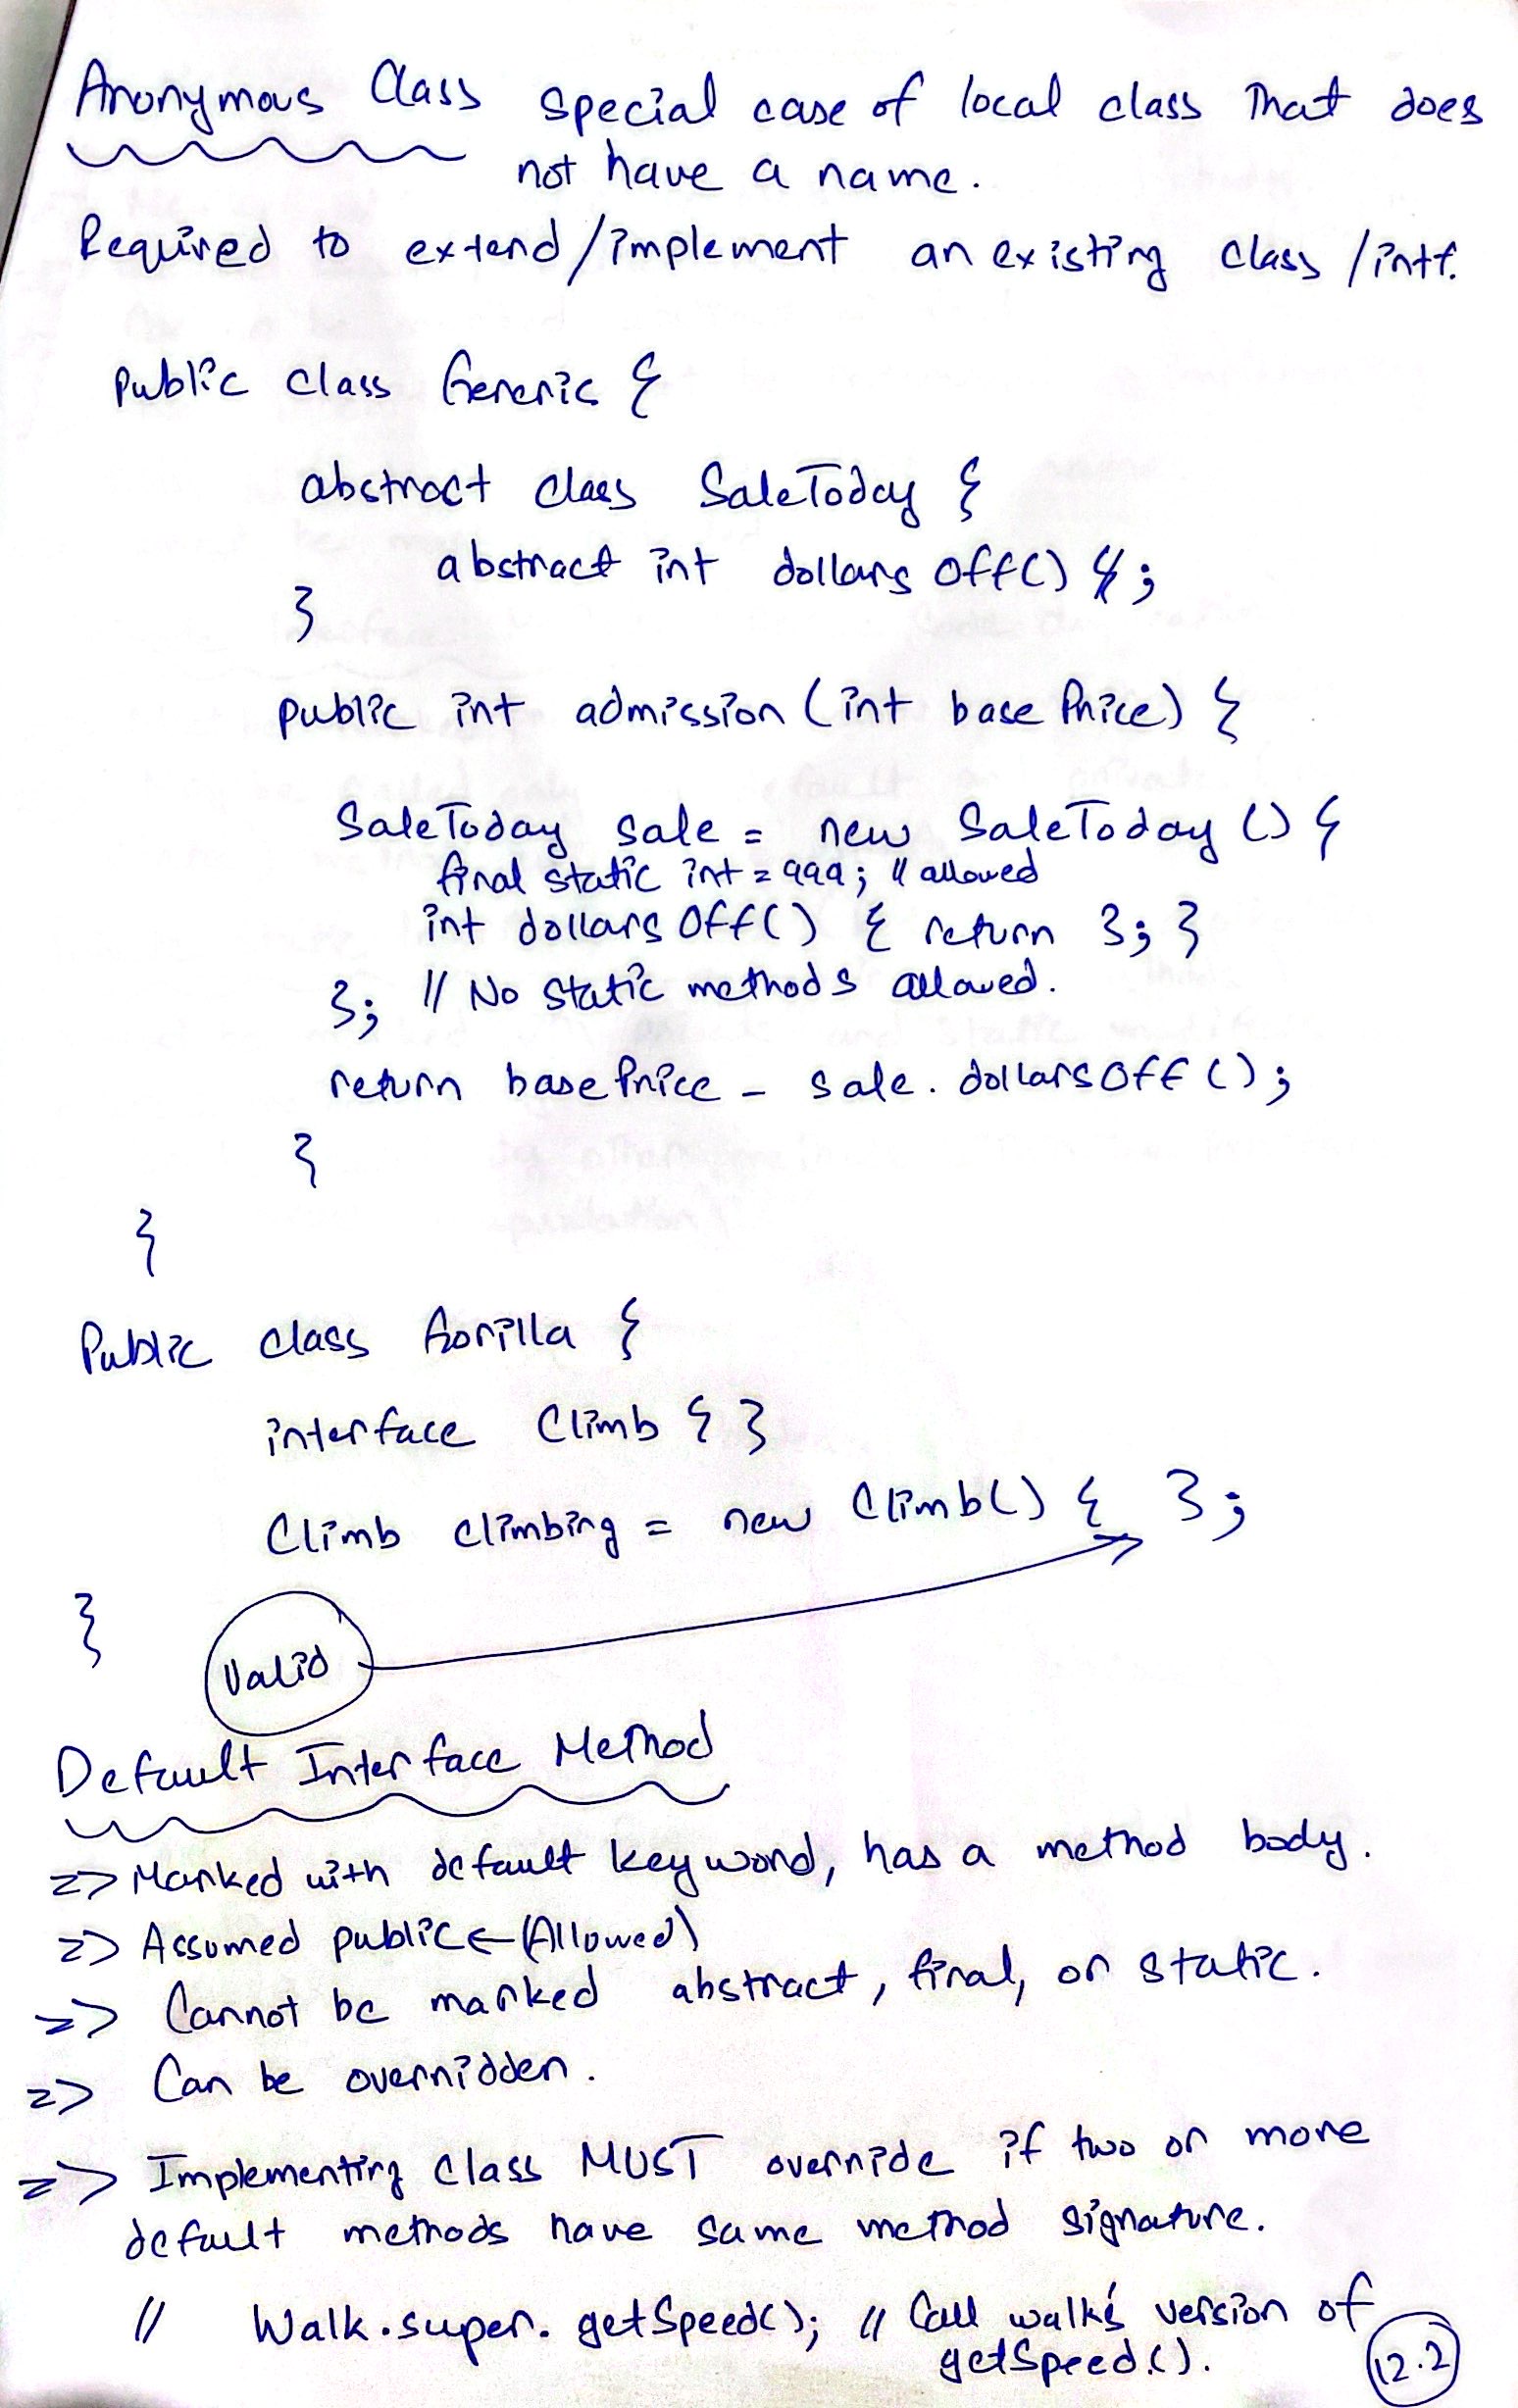 Anonymous Class special case of local class that does
not have a name.
Required to extend/implement an existing class/intf.
Public class Generic {
abstract class SaleToday {
abstract int dollarsOff() ;
}
public int admission (int basePrice) {
SaleToday sale = new SaleToday () {
final static int = 999; // allowed
int dollarsOff() { return 3; }
}; // No static methods allowed.
return basePrice - sale.dollarsOff();
}
}
Public class Gorilla {
interface Climb { }
Climb climbing = new Climb() { };
}
Valid
Default Interface Method
=> Marked with default keyword, has a method body.
=> Assumed public ← (Allowed)
=> Cannot be marked abstract, final, or static.
=> Can be overridden.
=> Implementing class MUST override if two or more
default methods have same method signature.
// Walk.super.getSpeed(); // Call walk's version of
getSpeed.().
12.2